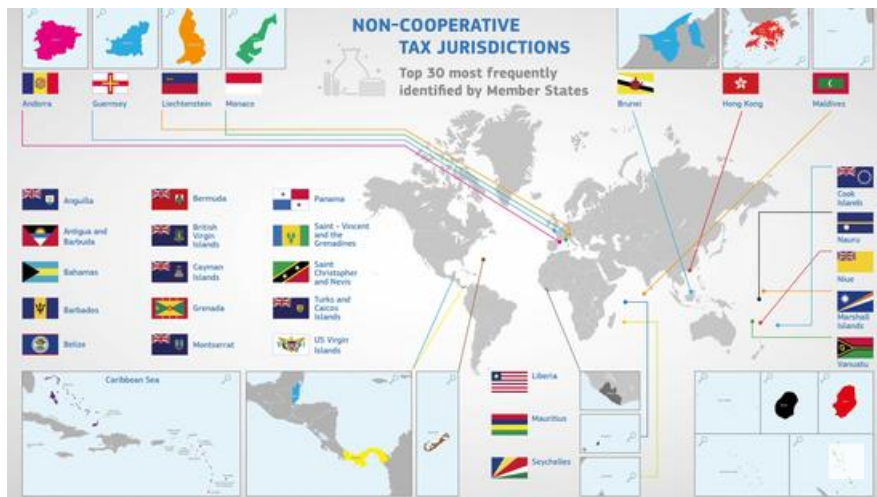 NON-COOPERATIVE
TAX JURISDICTIONS
Top 30 most frequently
identified by Member States
Andorra
Guernsey
Liechtenstein
Monaco
Brunei
Hong Kong
Maldives
Anguilla
Bermuda
Panama
Antigua and
Barbuda
British
Virgin
Islands
Saint - Vincent
and the
Grenadines
Bahamas
Cayman
Islands
Saint
Christopher
and Nevis
Barbados
Grenada
Turks and
Caicos
Islands
Belize
Montserrat
US Virgin
Islands
Cook
Islands
Nauru
Niue
Marshall
Islands
Vanuatu
Caribbean Sea
Liberia
Mauritius
Seychelles